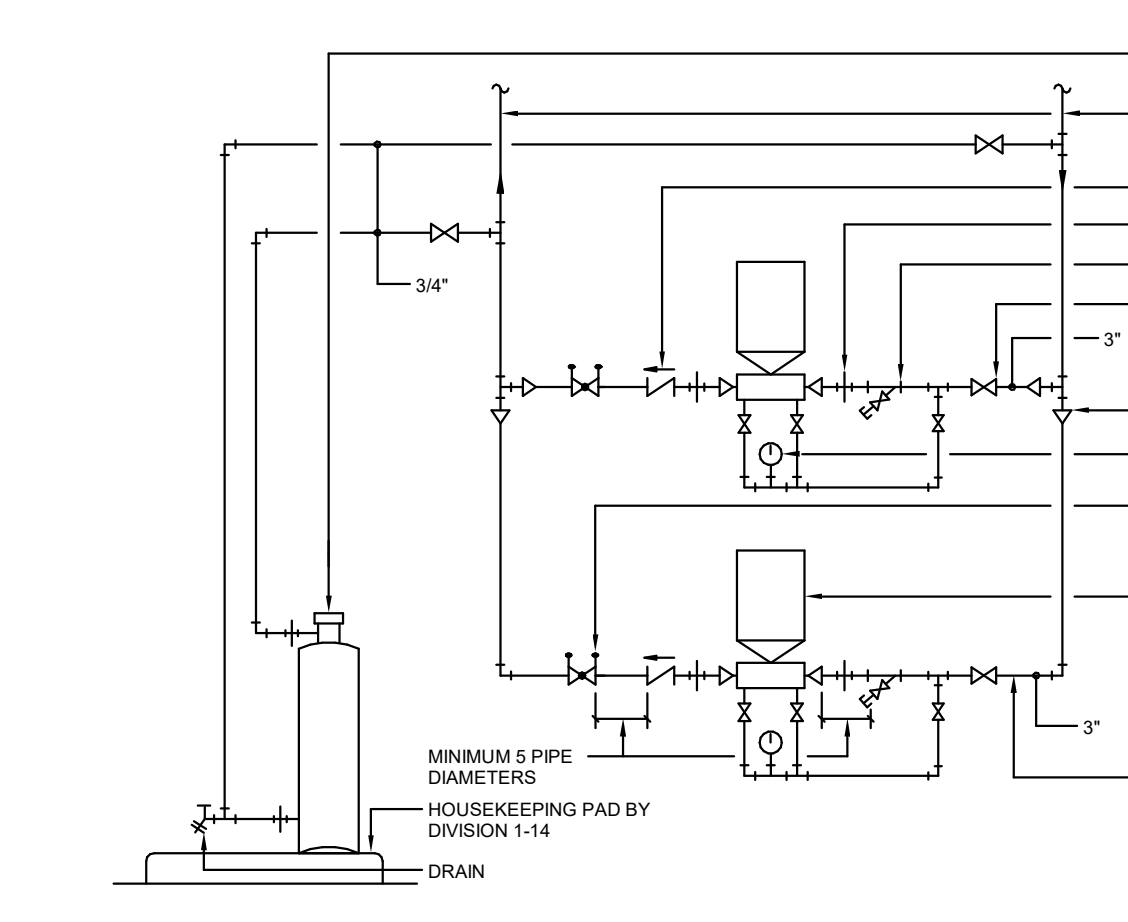 3/4"
3"
3"
MINIMUM 5 PIPE
DIAMETERS
HOUSEKEEPING PAD BY
DIVISION 1-14
DRAIN